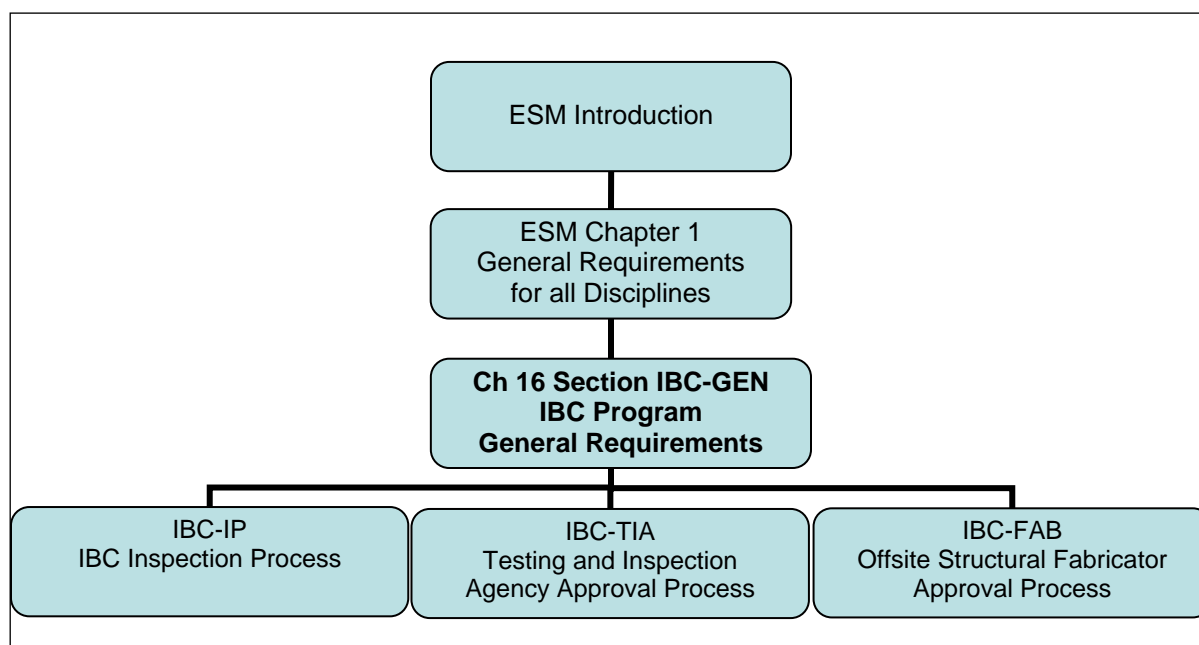 ESM Introduction
ESM Chapter 1
General Requirements
for all Disciplines
Ch 16 Section IBC-GEN
IBC Program
General Requirements
IBC-IP
IBC Inspection Process
IBC-TIA
Testing and Inspection
Agency Approval Process
IBC-FAB
Offsite Structural Fabricator
Approval Process